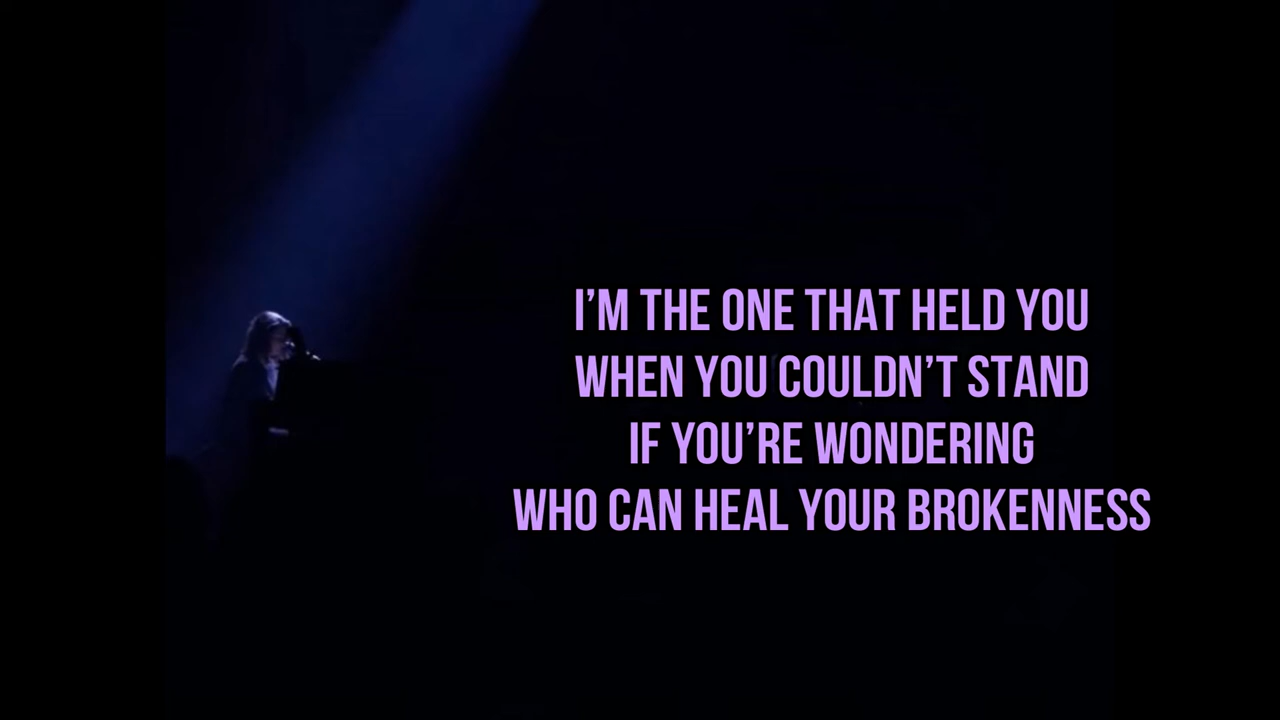 I'M THE ONE THAT HELD YOU
WHEN YOU COULDN'T STAND
IF YOU'RE WONDERING
WHO CAN HEAL YOUR BROKENNESS